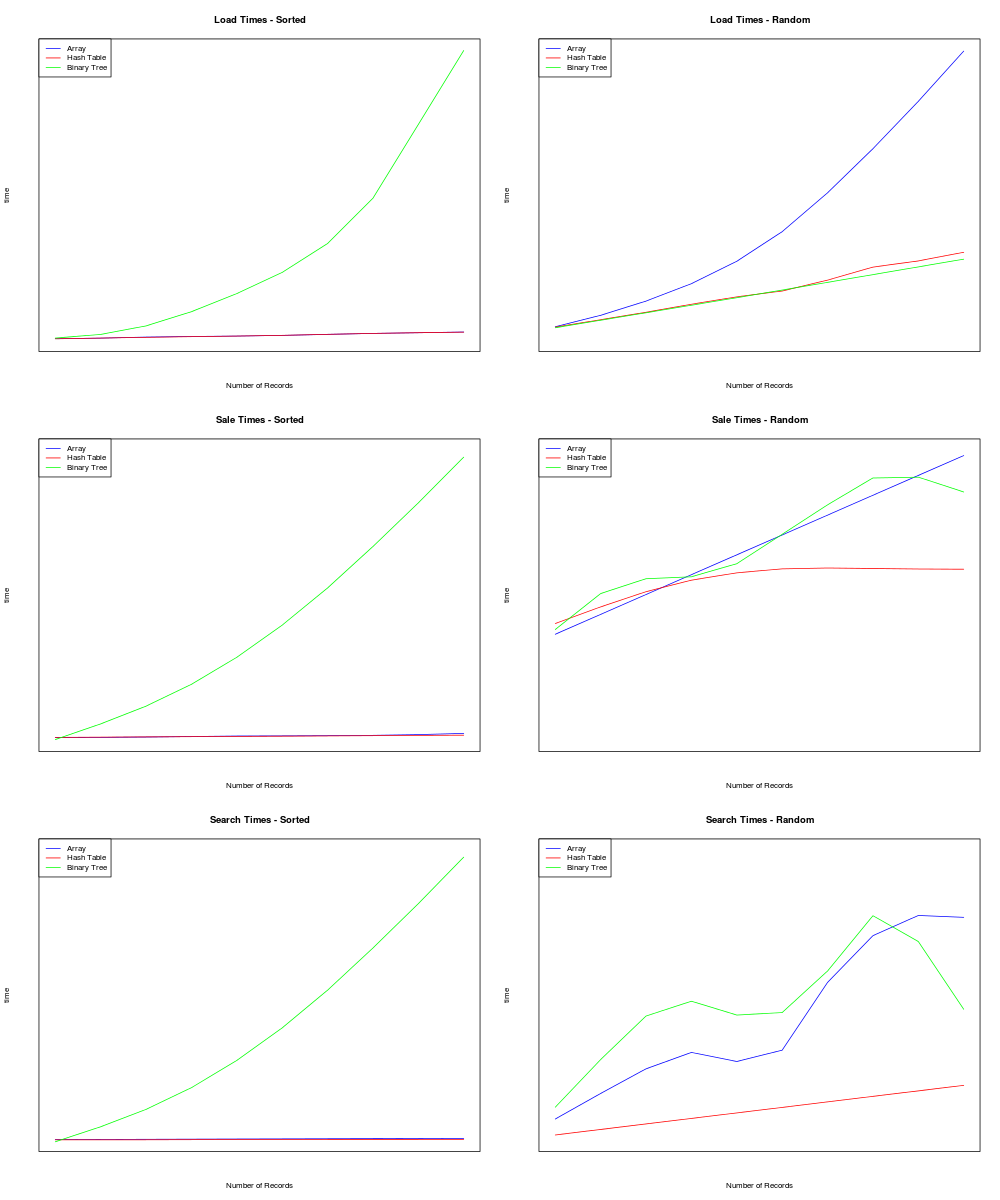 Load Times - Sorted
Array
Hash Table
Binary Tree
time
Number of Records
Load Times - Random
Array
Hash Table
Binary Tree
time
Number of Records
Sale Times - Sorted
Array
Hash Table
Binary Tree
time
Number of Records
Sale Times - Random
Array
Hash Table
Binary Tree
time
Number of Records
Search Times - Sorted
Array
Hash Table
Binary Tree
time
Number of Records
Search Times - Random
Array
Hash Table
Binary Tree
time
Number of Records